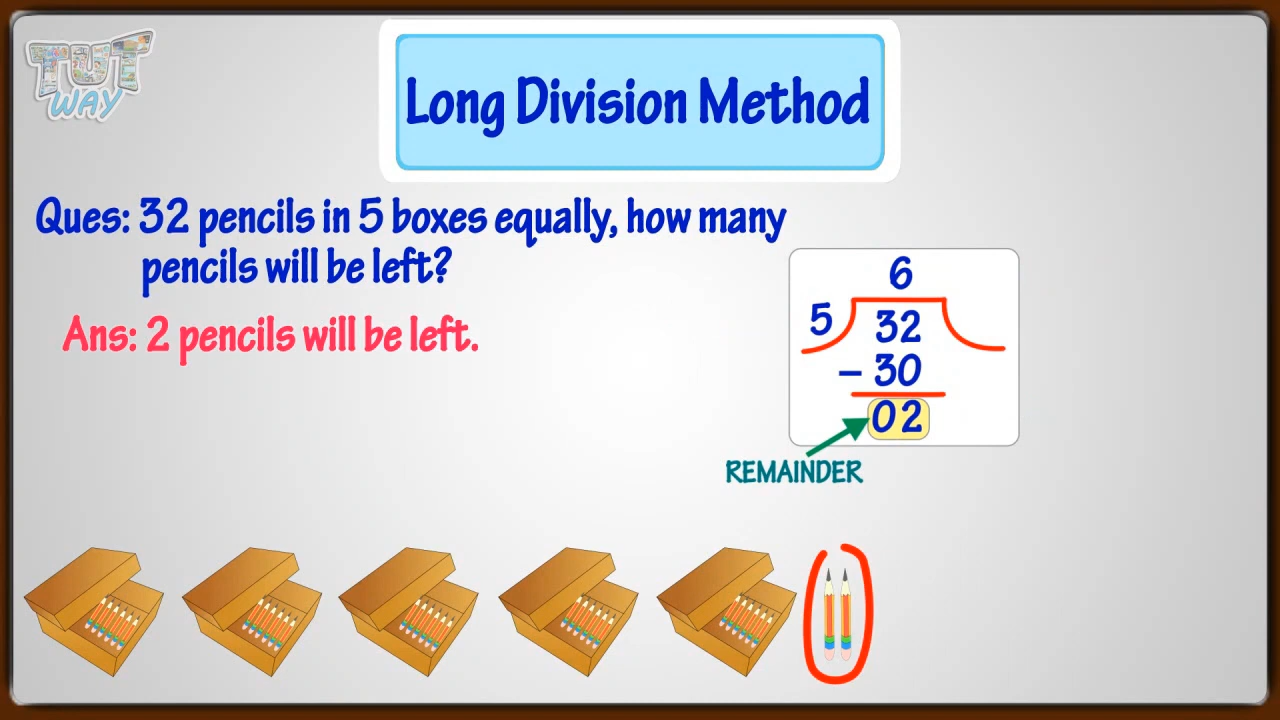 TUT
WAY
Long Division Method
Ques: 32 pencils in 5 boxes equally, how many
pencils will be left?
Ans: 2 pencils will be left.
6
5 32
- 30
02
REMAINDER